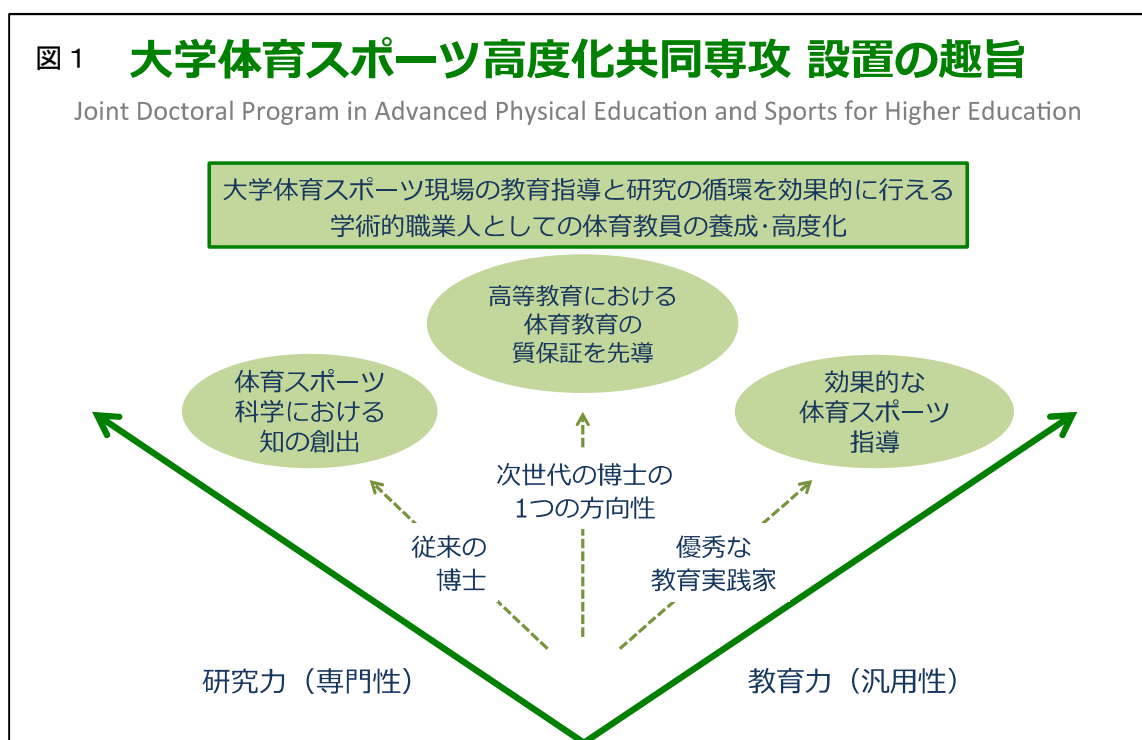 図１ 大学体育スポーツ高度化共同専攻 設置の趣旨
Joint Doctoral Program in Advanced Physical Education and Sports for Higher Education
大学体育スポーツ現場の教育指導と研究の循環を効果的に行える
学術的職業人としての体育教員の養成･高度化
高等教育における
体育教育の
質保証を先導
体育スポーツ
科学における
知の創出
効果的な
体育スポーツ
指導
次世代の博士の
1つの方向性
従来の
博士
優秀な
教育実践家
研究力（専門性）
教育力（汎用性）